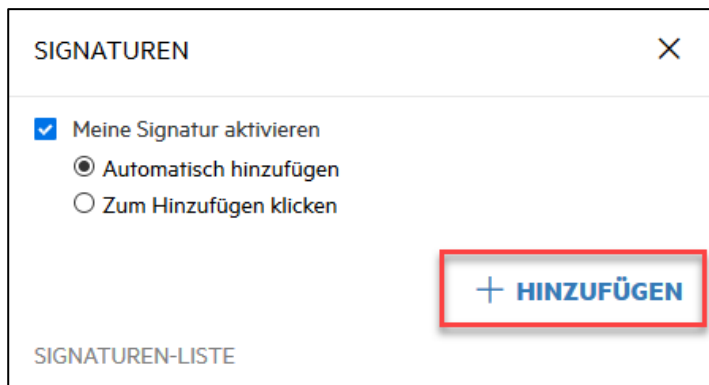 SIGNATUREN
Meine Signatur aktivieren
Automatisch hinzufügen
Zum Hinzufügen klicken
HINZUFÜGEN
SIGNATUREN-LISTE